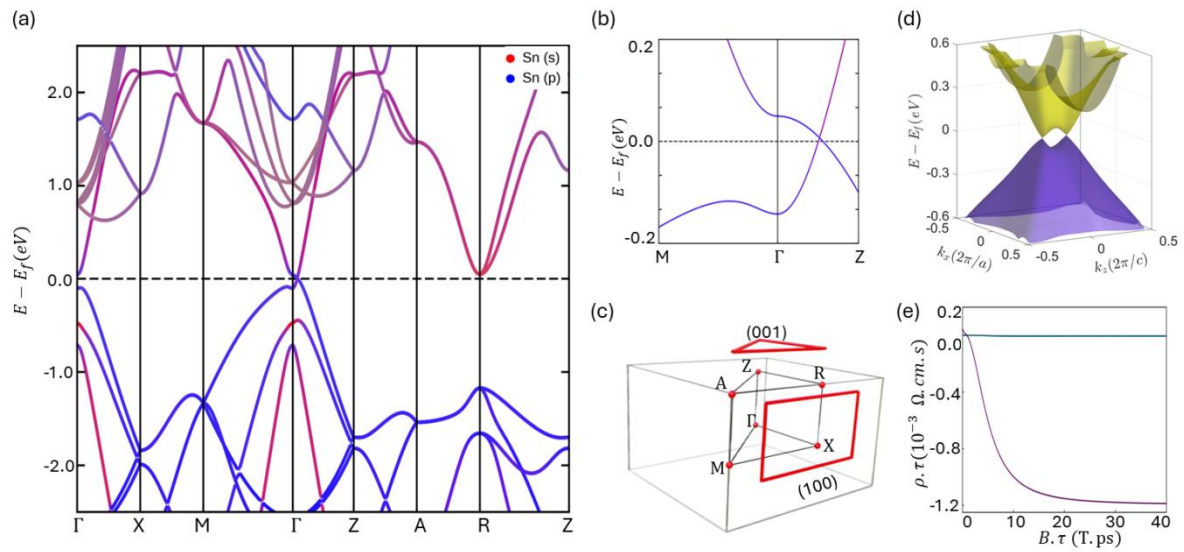 (a)
Sn (s)
Sn (p)
E − E_f(eV)
2.0
1.0
0.0
-1.0
-2.0
Γ X M Γ Z A R Z
(b)
E − E_f(eV)
0.2
0.0
-0.2
M Γ Z
(c)
(001)
Z
R
A
Γ
X
M
(100)
(d)
E − E_f(eV)
0.6
0.3
0
-0.3
-0.6
-0.5
0
0.5
k_x(2π/a)
-0.5
0
0.5
k_z(2π/c)
(e)
ρ.τ(10⁻³ Ω.cm.s)
0.2
0.0
-0.4
-0.8
-1.2
0 10 20 30 40
B.τ (T.ps)